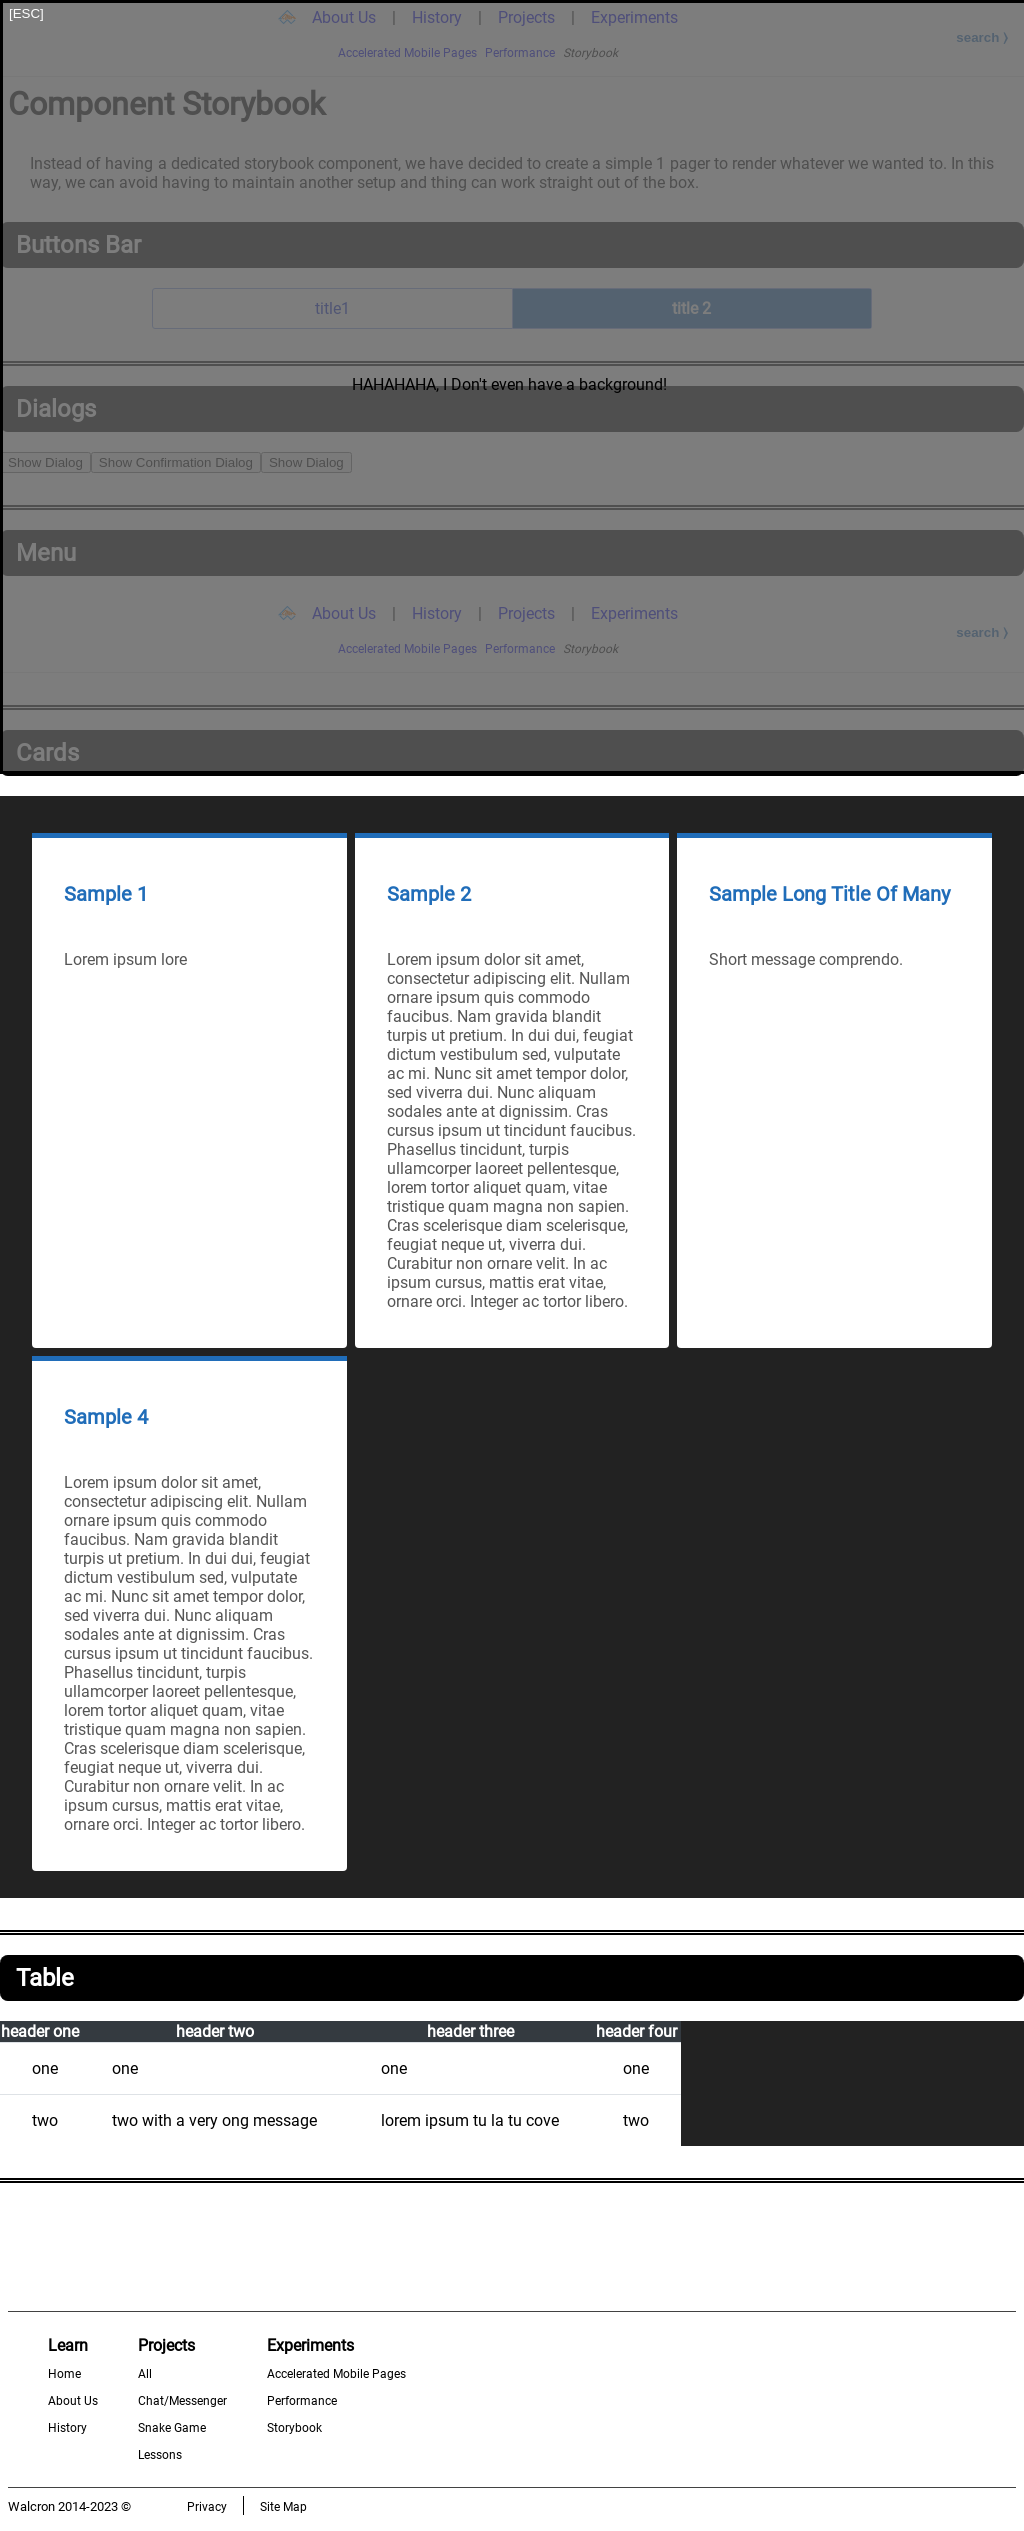 [ESC]
About Us | History | Projects | Experiments
search ⟩
Accelerated Mobile Pages Performance Storybook
Component Storybook
Instead of having a dedicated storybook component, we have decided to create a simple 1 pager to render whatever we wanted to. In this
way, we can avoid having to maintain another setup and thing can work straight out of the box.
Buttons Bar
title1 title 2
HAHAHAHA, I Don't even have a background!
Dialogs
Show Dialog Show Confirmation Dialog Show Dialog
Menu
About Us | History | Projects | Experiments
search ⟩
Accelerated Mobile Pages Performance Storybook
Cards
Sample 1
Lorem ipsum lore
Sample 2
Lorem ipsum dolor sit amet,
consectetur adipiscing elit. Nullam
ornare ipsum quis commodo
faucibus. Nam gravida blandit
turpis ut pretium. In dui dui, feugiat
dictum vestibulum sed, vulputate
ac mi. Nunc sit amet tempor dolor,
sed viverra dui. Nunc aliquam
sodales ante at dignissim. Cras
cursus ipsum ut tincidunt faucibus.
Phasellus tincidunt, turpis
ullamcorper laoreet pellentesque,
lorem tortor aliquet quam, vitae
tristique quam magna non sapien.
Cras scelerisque diam scelerisque,
feugiat neque ut, viverra dui.
Curabitur non ornare velit. In ac
ipsum cursus, mattis erat vitae,
ornare orci. Integer ac tortor libero.
Sample Long Title Of Many
Short message comprendo.
Sample 4
Lorem ipsum dolor sit amet,
consectetur adipiscing elit. Nullam
ornare ipsum quis commodo
faucibus. Nam gravida blandit
turpis ut pretium. In dui dui, feugiat
dictum vestibulum sed, vulputate
ac mi. Nunc sit amet tempor dolor,
sed viverra dui. Nunc aliquam
sodales ante at dignissim. Cras
cursus ipsum ut tincidunt faucibus.
Phasellus tincidunt, turpis
ullamcorper laoreet pellentesque,
lorem tortor aliquet quam, vitae
tristique quam magna non sapien.
Cras scelerisque diam scelerisque,
feugiat neque ut, viverra dui.
Curabitur non ornare velit. In ac
ipsum cursus, mattis erat vitae,
ornare orci. Integer ac tortor libero.
Table
header one header two header three header four
one one one one
two two with a very ong message lorem ipsum tu la tu cove two
Learn
Home
About Us
History
Projects
All
Chat/Messenger
Snake Game
Lessons
Experiments
Accelerated Mobile Pages
Performance
Storybook
Walcron 2014-2023 © Privacy Site Map